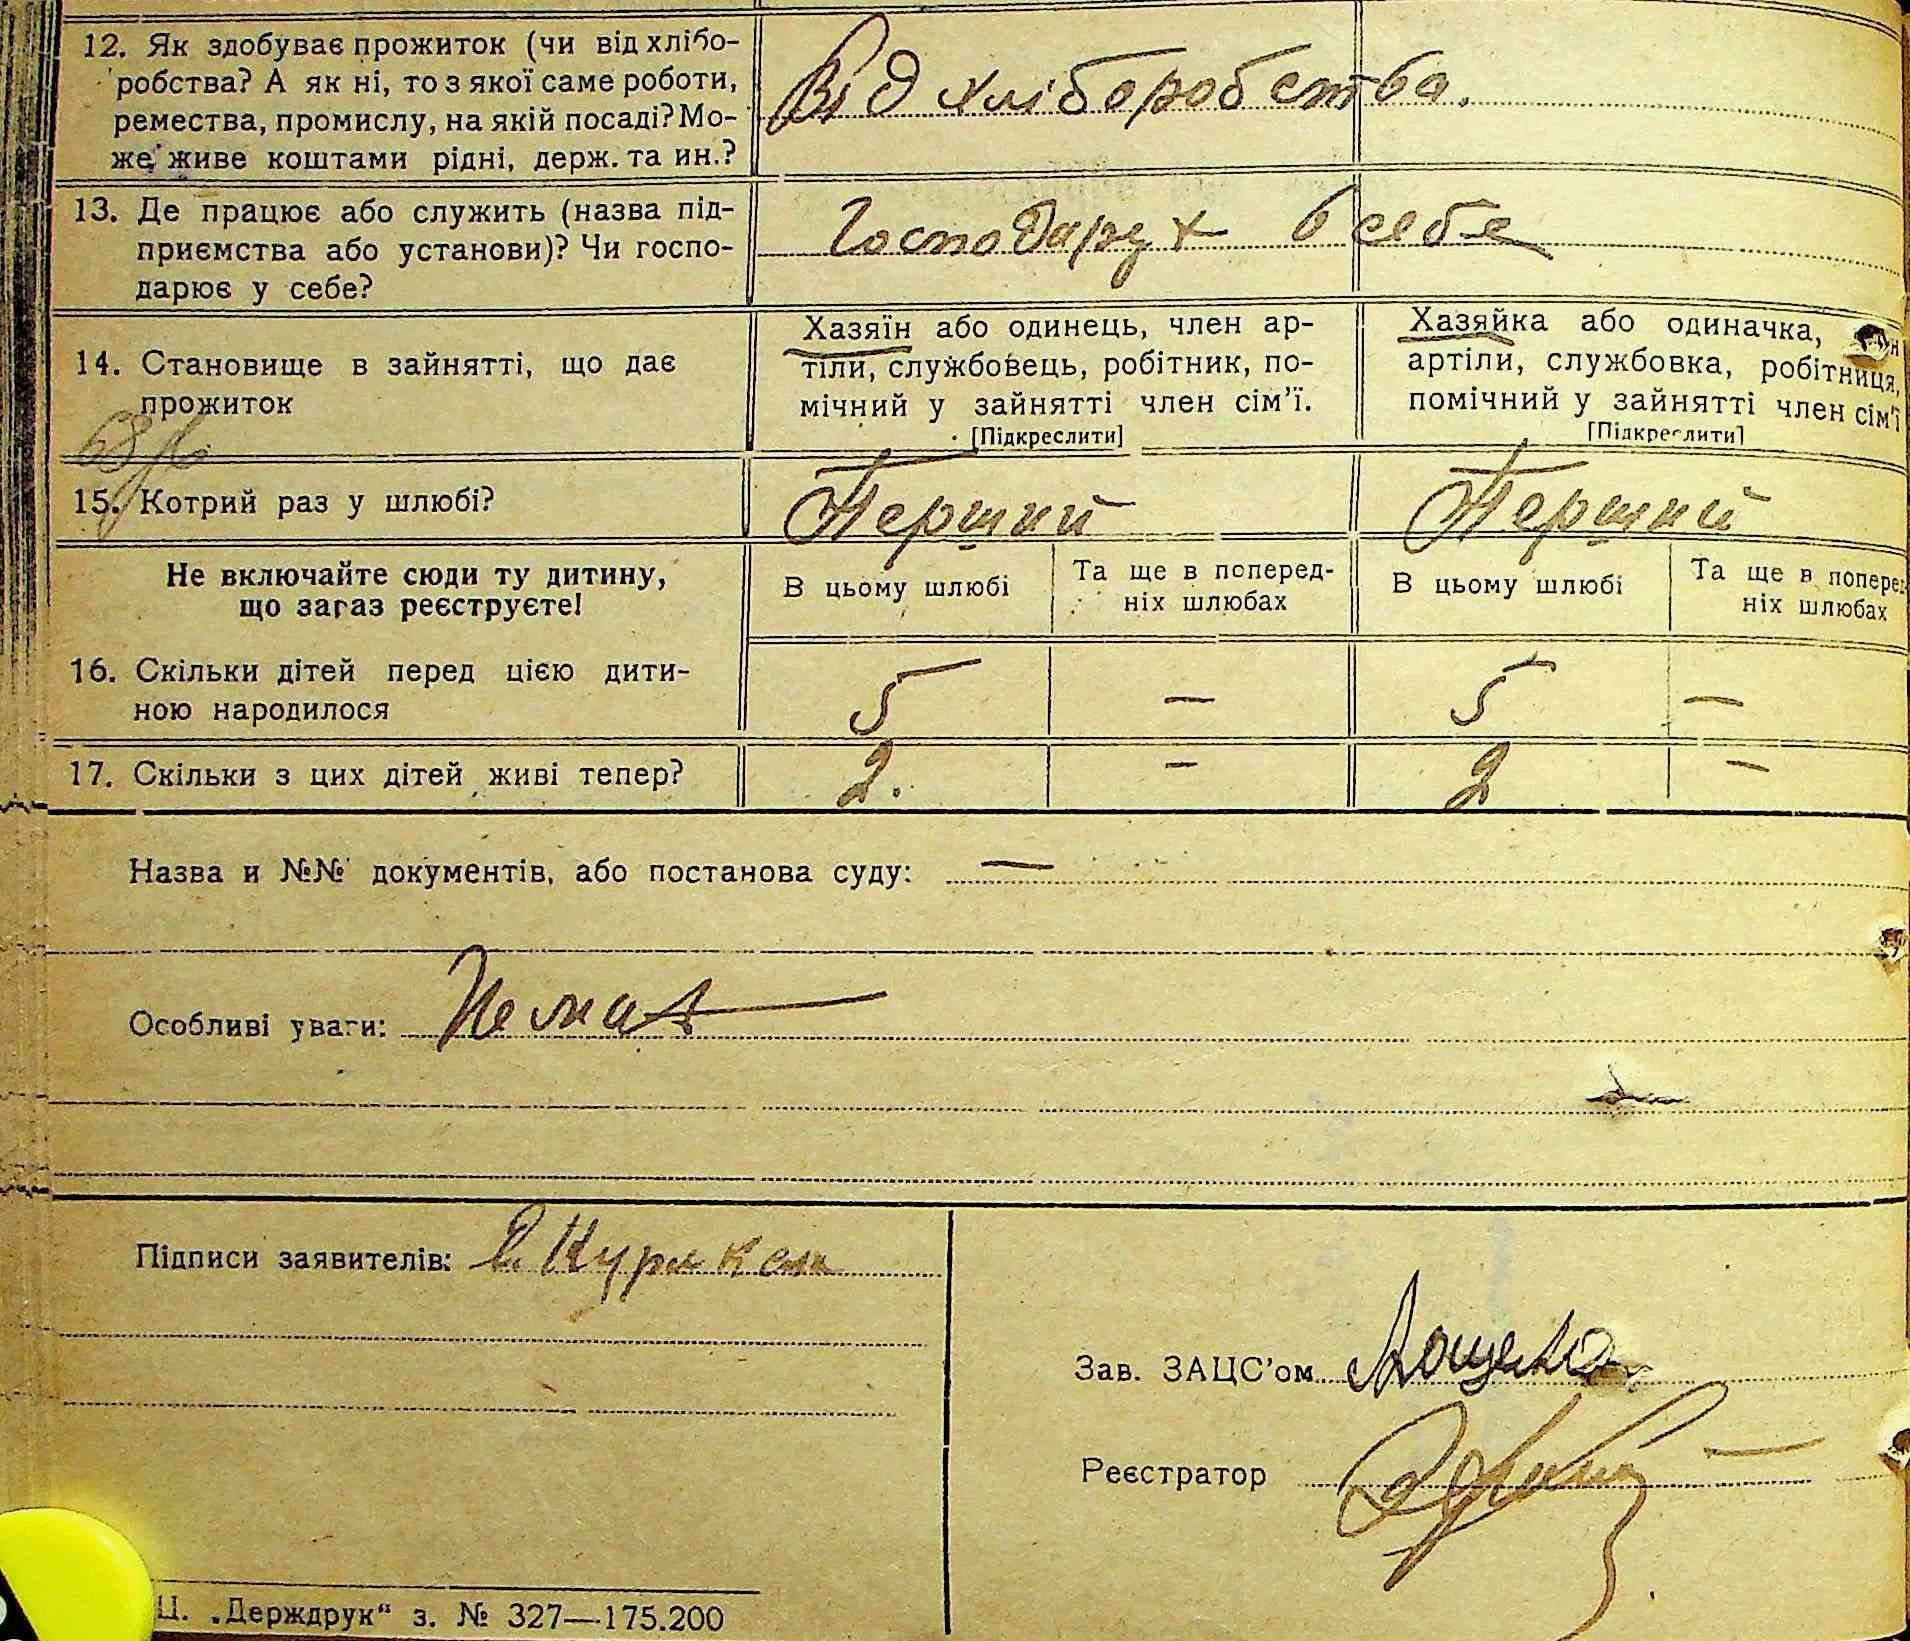 12. Як здобуває прожиток (чи від хлібо-
робства? А як ні, то з якої саме роботи,
ремества, промислу, на якій посаді? Мо-
же живе коштами рідні, держ. та ин.?
Від хліборобства.
13. Де працює або служить (назва під-
приємства або установи)? Чи госпо-
дарює у себе?
Господарує в себе
14. Становище в зайнятті, що дає
прожиток
Хазяїн або одинець, член ар-
тіли, службовець, робітник, по-
мічний у зайнятті член сім’ї.
[Підкреслити]
Хазяйка або одиначка,
артіли, службовка, робітниця,
помічний у зайнятті член сім’ї
[Підкреслити]
15. Котрий раз у шлюбі?
Перший
Перший
Не включайте сюди ту дитину,
що зараз реєструєте!
В цьому шлюбі
Та ще в поперед-
ніх шлюбах
В цьому шлюбі
Та ще в поперед-
ніх шлюбах
16. Скільки дітей перед цією дити-
ною народилося
5 — 5 —
17. Скільки з цих дітей живі тепер?
2. — 2 —
Назва и №№ документів, або постанова суду: —
Особливі уваги: Немає
Підписи заявителів:
Зав. ЗАЦС’ом
Реєстратор
Ц. „Держдрук“ з. № 327—175.200